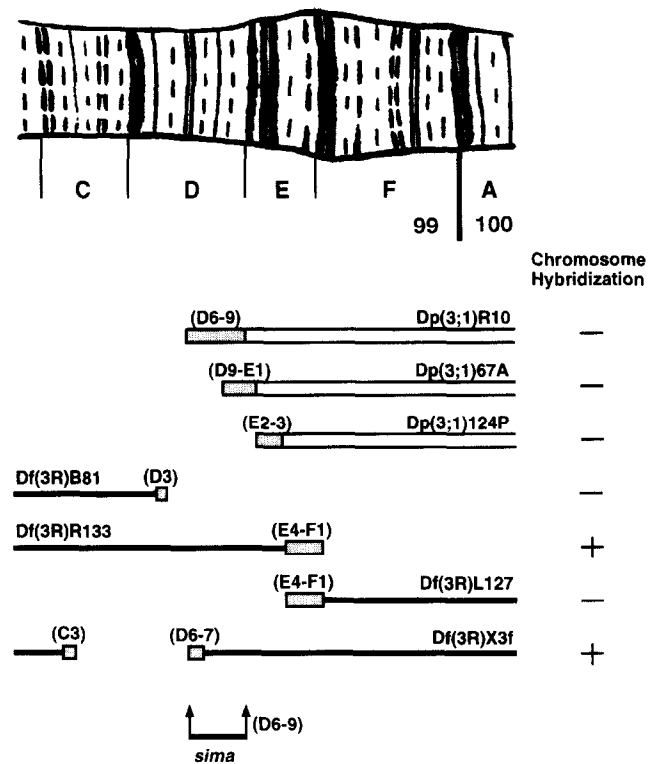 C D E F A
99 100
Chromosome
Hybridization
(D6-9) Dp(3;1)R10 −
(D9-E1) Dp(3;1)67A −
(E2-3) Dp(3;1)124P −
Df(3R)B81 (D3) −
Df(3R)R133 (E4-F1) +
(E4-F1) Df(3R)L127 −
(C3) (D6-7) Df(3R)X3f +
(D6-9)
sima